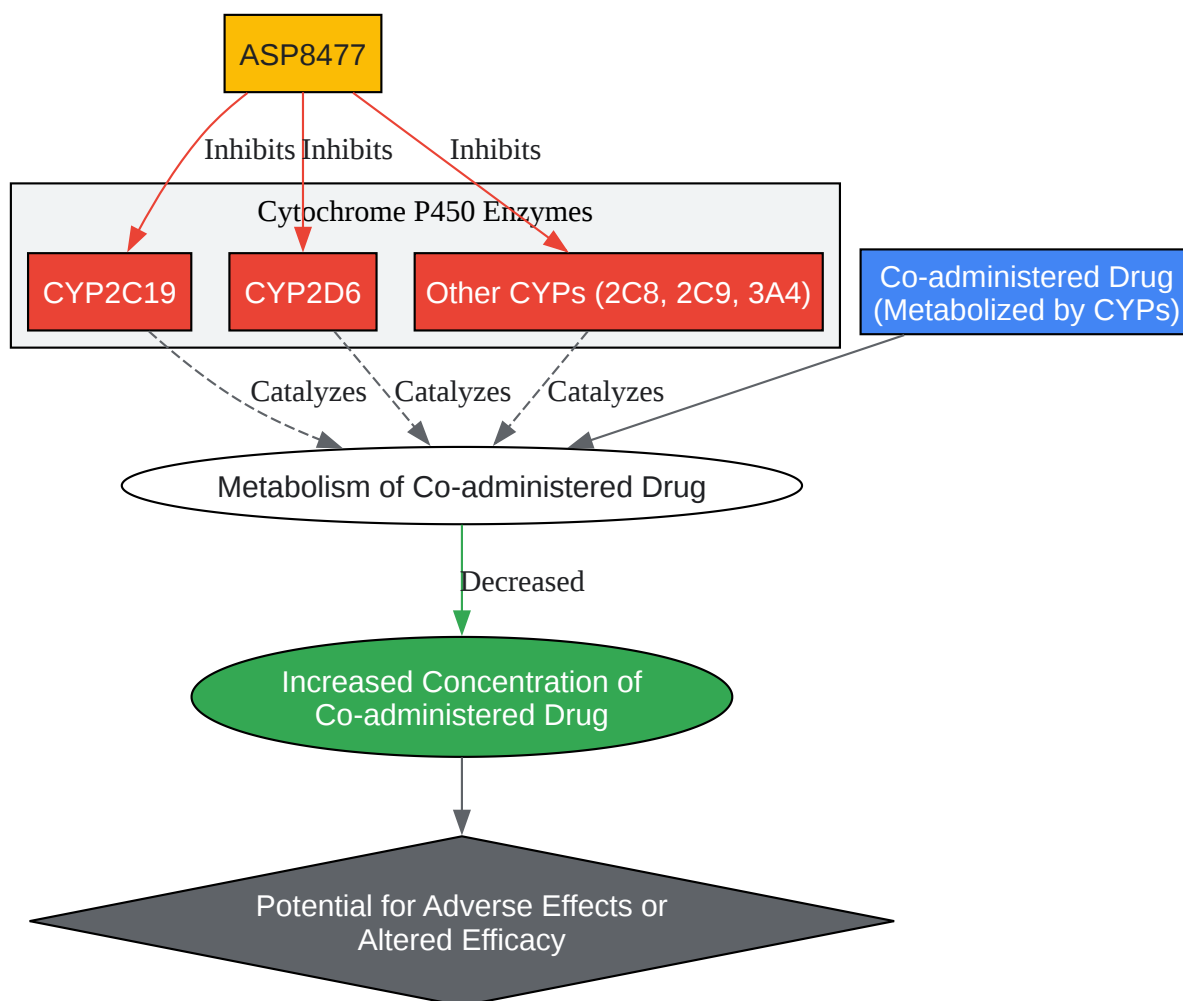 ASP8477
Inhibits
Inhibits
Inhibits
Cytochrome P450 Enzymes
CYP2C19
CYP2D6
Other CYPs (2C8, 2C9, 3A4)
Co-administered Drug
(Metabolized by CYPs)
Catalyzes
Catalyzes
Catalyzes
Metabolism of Co-administered Drug
Decreased
Increased Concentration of
Co-administered Drug
Potential for Adverse Effects or
Altered Efficacy